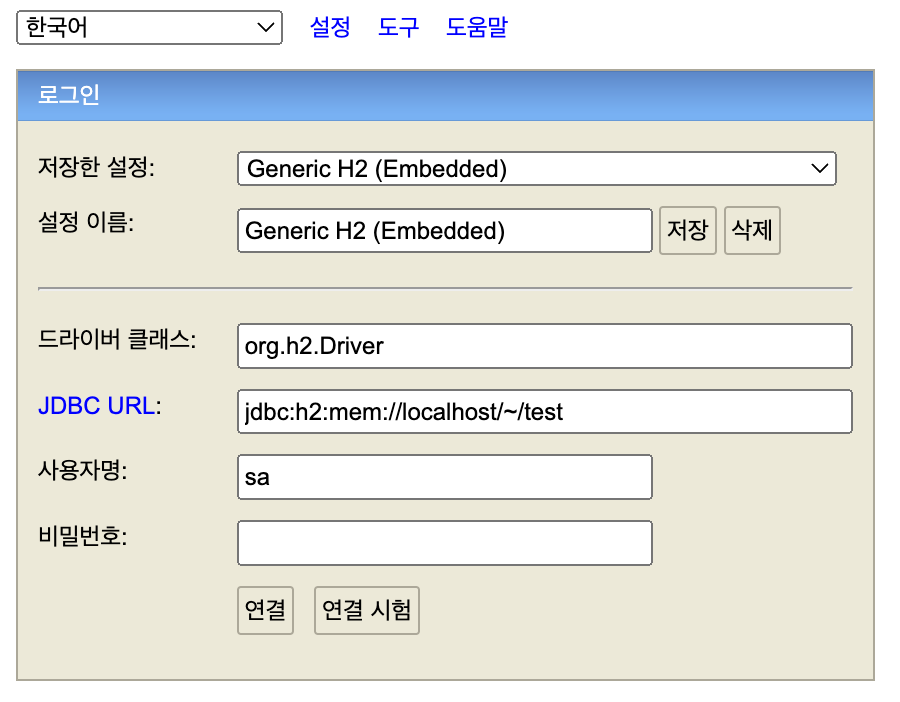 한국어 설정 도구 도움말
로그인
저장한 설정: Generic H2 (Embedded)
설정 이름: Generic H2 (Embedded) 저장 삭제
드라이버 클래스: org.h2.Driver
JDBC URL: jdbc:h2:mem://localhost/~/test
사용자명: sa
비밀번호:
연결 연결 시험